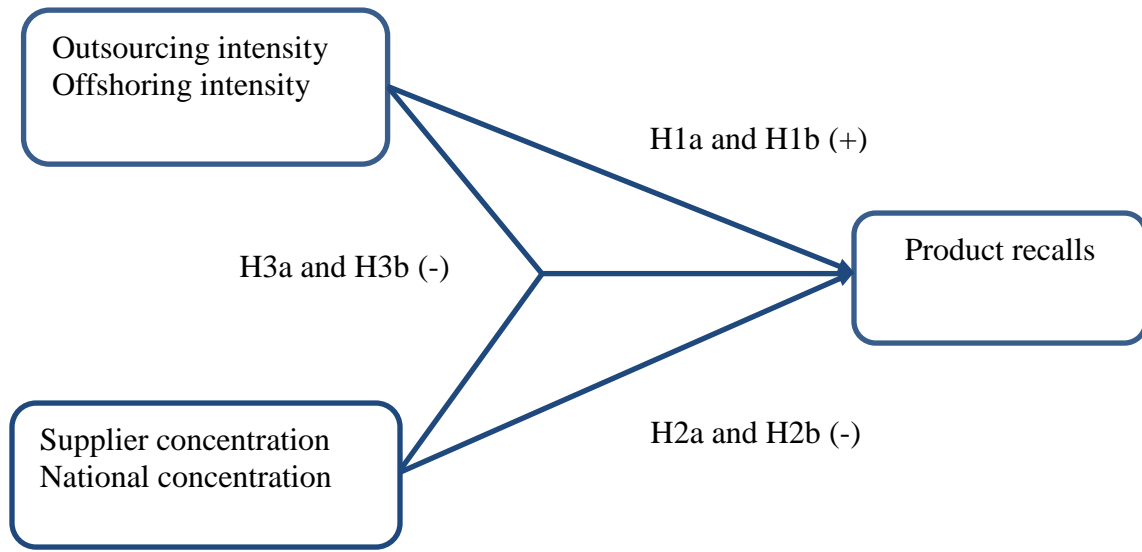 Outsourcing intensity
Offshoring intensity
H1a and H1b (+)
Product recalls
H3a and H3b (-)
Supplier concentration
National concentration
H2a and H2b (-)